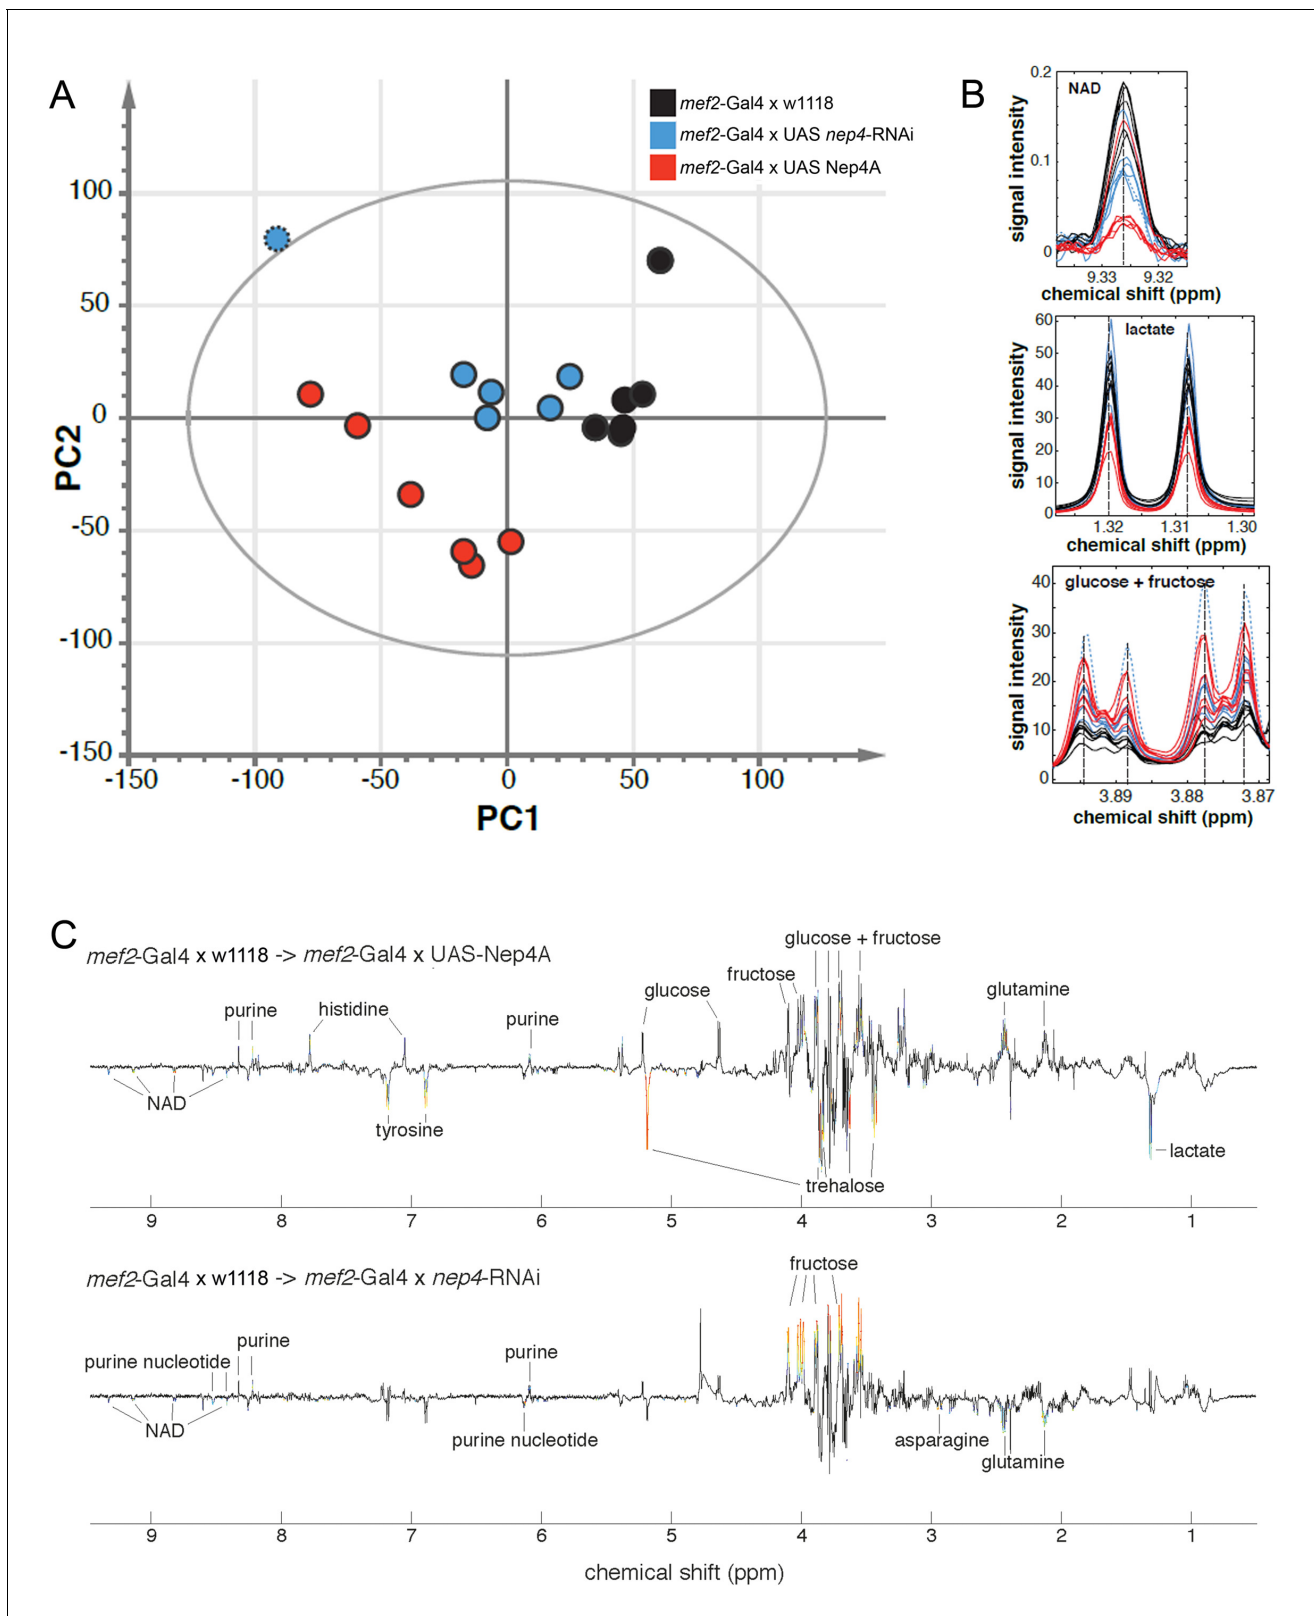 A
mef2-Gal4 x w1118
mef2-Gal4 x UAS nep4-RNAi
mef2-Gal4 x UAS Nep4A
100
50
0
-50
-100
-150
PC2
-150
-100
-50
0
50
100
PC1
B
0.2
NAD
0.1
0
signal intensity
9.33
9.32
chemical shift (ppm)
60
lactate
50
40
30
20
10
0
signal intensity
1.32
1.31
1.30
chemical shift (ppm)
40
glucose + fructose
30
20
10
0
signal intensity
3.89
3.88
3.87
chemical shift (ppm)
C
mef2-Gal4 x w1118 -> mef2-Gal4 x UAS-Nep4A
glucose + fructose
fructose
glucose
glutamine
purine
histidine
purine
NAD
tyrosine
lactate
trehalose
9 8 7 6 5 4 3 2 1
mef2-Gal4 x w1118 -> mef2-Gal4 x nep4-RNAi
fructose
purine
purine
purine nucleotide
NAD
purine nucleotide
asparagine
glutamine
9 8 7 6 5 4 3 2 1
chemical shift (ppm)